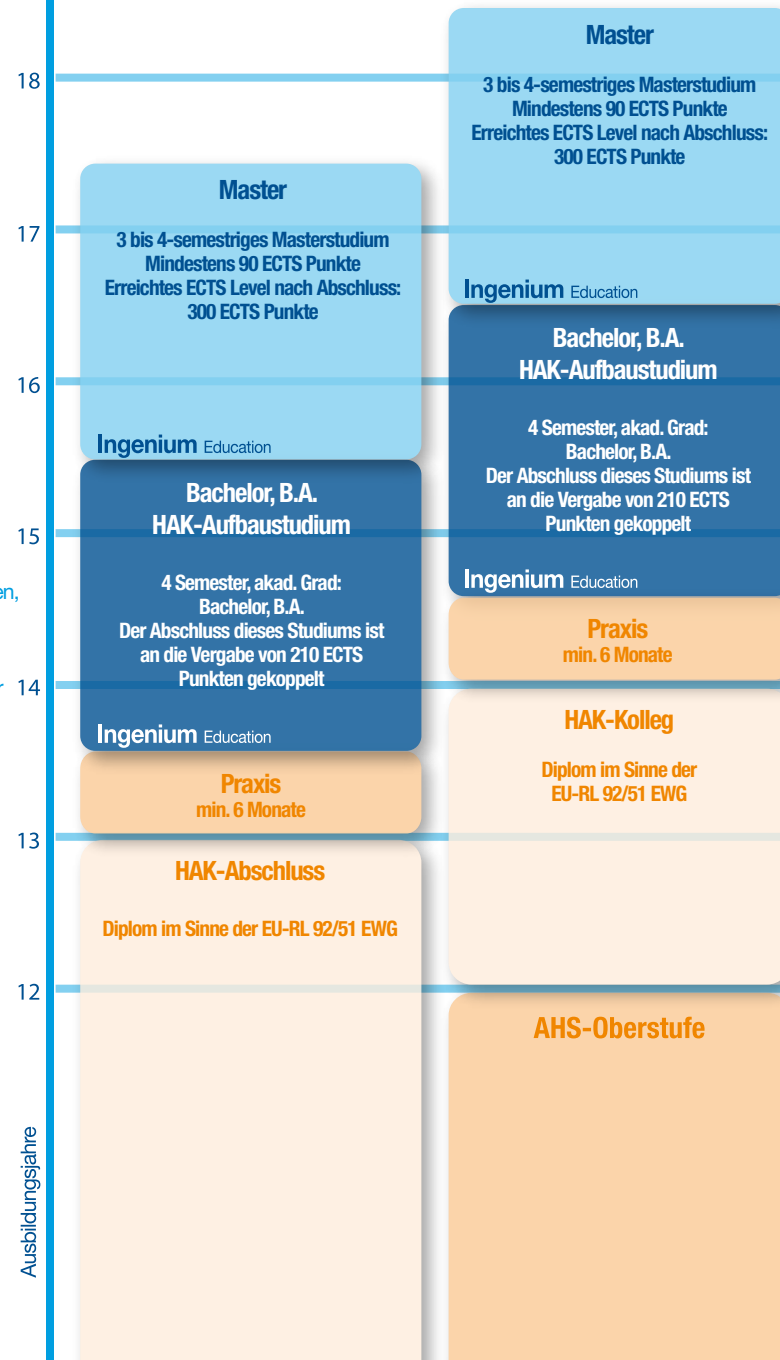 18
17
16
15
14
13
12
Ausbildungsjahre
en,
r
Master
3 bis 4-semestriges Masterstudium
Mindestens 90 ECTS Punkte
Erreichtes ECTS Level nach Abschluss:
300 ECTS Punkte
Ingenium Education
Bachelor, B.A.
HAK-Aufbaustudium
4 Semester, akad. Grad:
Bachelor, B.A.
Der Abschluss dieses Studiums ist
an die Vergabe von 210 ECTS
Punkten gekoppelt
Ingenium Education
Praxis
min. 6 Monate
HAK-Abschluss
Diplom im Sinne der EU-RL 92/51 EWG
Master
3 bis 4-semestriges Masterstudium
Mindestens 90 ECTS Punkte
Erreichtes ECTS Level nach Abschluss:
300 ECTS Punkte
Ingenium Education
Bachelor, B.A.
HAK-Aufbaustudium
4 Semester, akad. Grad:
Bachelor, B.A.
Der Abschluss dieses Studiums ist
an die Vergabe von 210 ECTS
Punkten gekoppelt
Ingenium Education
Praxis
min. 6 Monate
HAK-Kolleg
Diplom im Sinne der
EU-RL 92/51 EWG
AHS-Oberstufe